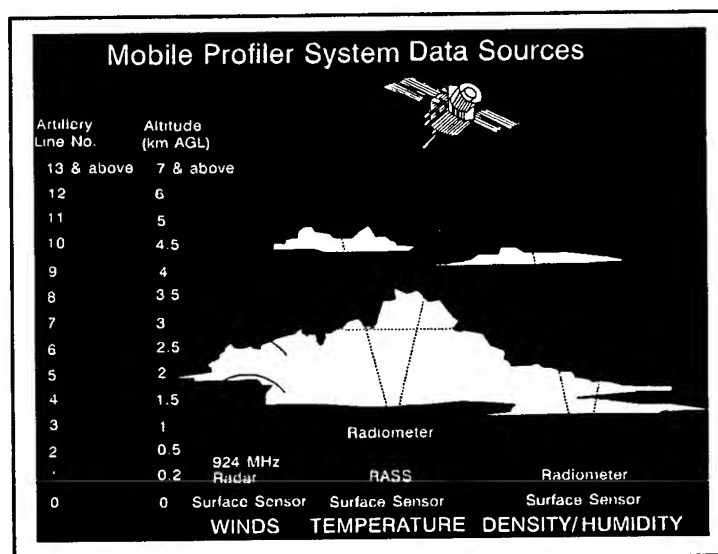 Mobile Profiler System Data Sources
Artillery Altitude
Line No. (km AGL)
13 & above 7 & above
12 6
11 5
10 4.5
9 4
8 3.5
7 3
6 2.5
5 2
4 1.5
3 1
Radiometer
2 0.5
924 MHz
0.2 Radar RASS Radiometer
0 0 Surface Sensor Surface Sensor Surface Sensor
WINDS TEMPERATURE DENSITY/HUMIDITY